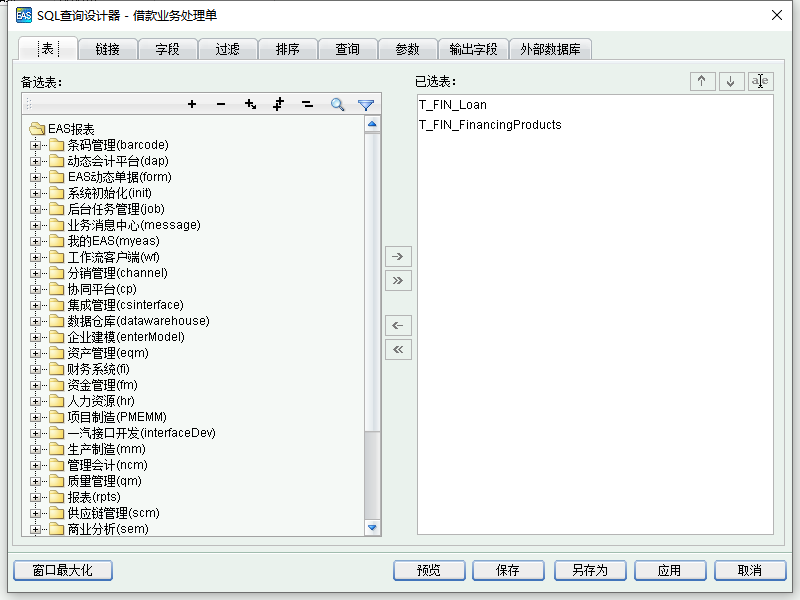 EAS SQL查询设计器 - 借款业务处理单
表 链接 字段 过滤 排序 查询 参数 输出字段 外部数据库
备选表:
已选表:
EAS报表
条码管理(barcode)
动态会计平台(dap)
EAS动态单据(form)
系统初始化(init)
后台任务管理(job)
业务消息中心(message)
我的EAS(myeas)
工作流客户端(wf)
分销管理(channel)
协同平台(cp)
集成管理(csinterface)
数据仓库(datawarehouse)
企业建模(enterModel)
资产管理(eqm)
财务系统(fi)
资金管理(fm)
人力资源(hr)
项目制造(PMEMM)
一汽接口开发(interfaceDev)
生产制造(mm)
管理会计(ncm)
质量管理(qm)
报表(rpts)
供应链管理(scm)
商业分析(sem)
T_FIN_Loan
T_FIN_FinancingProducts
窗口最大化 预览 保存 另存为 应用 取消